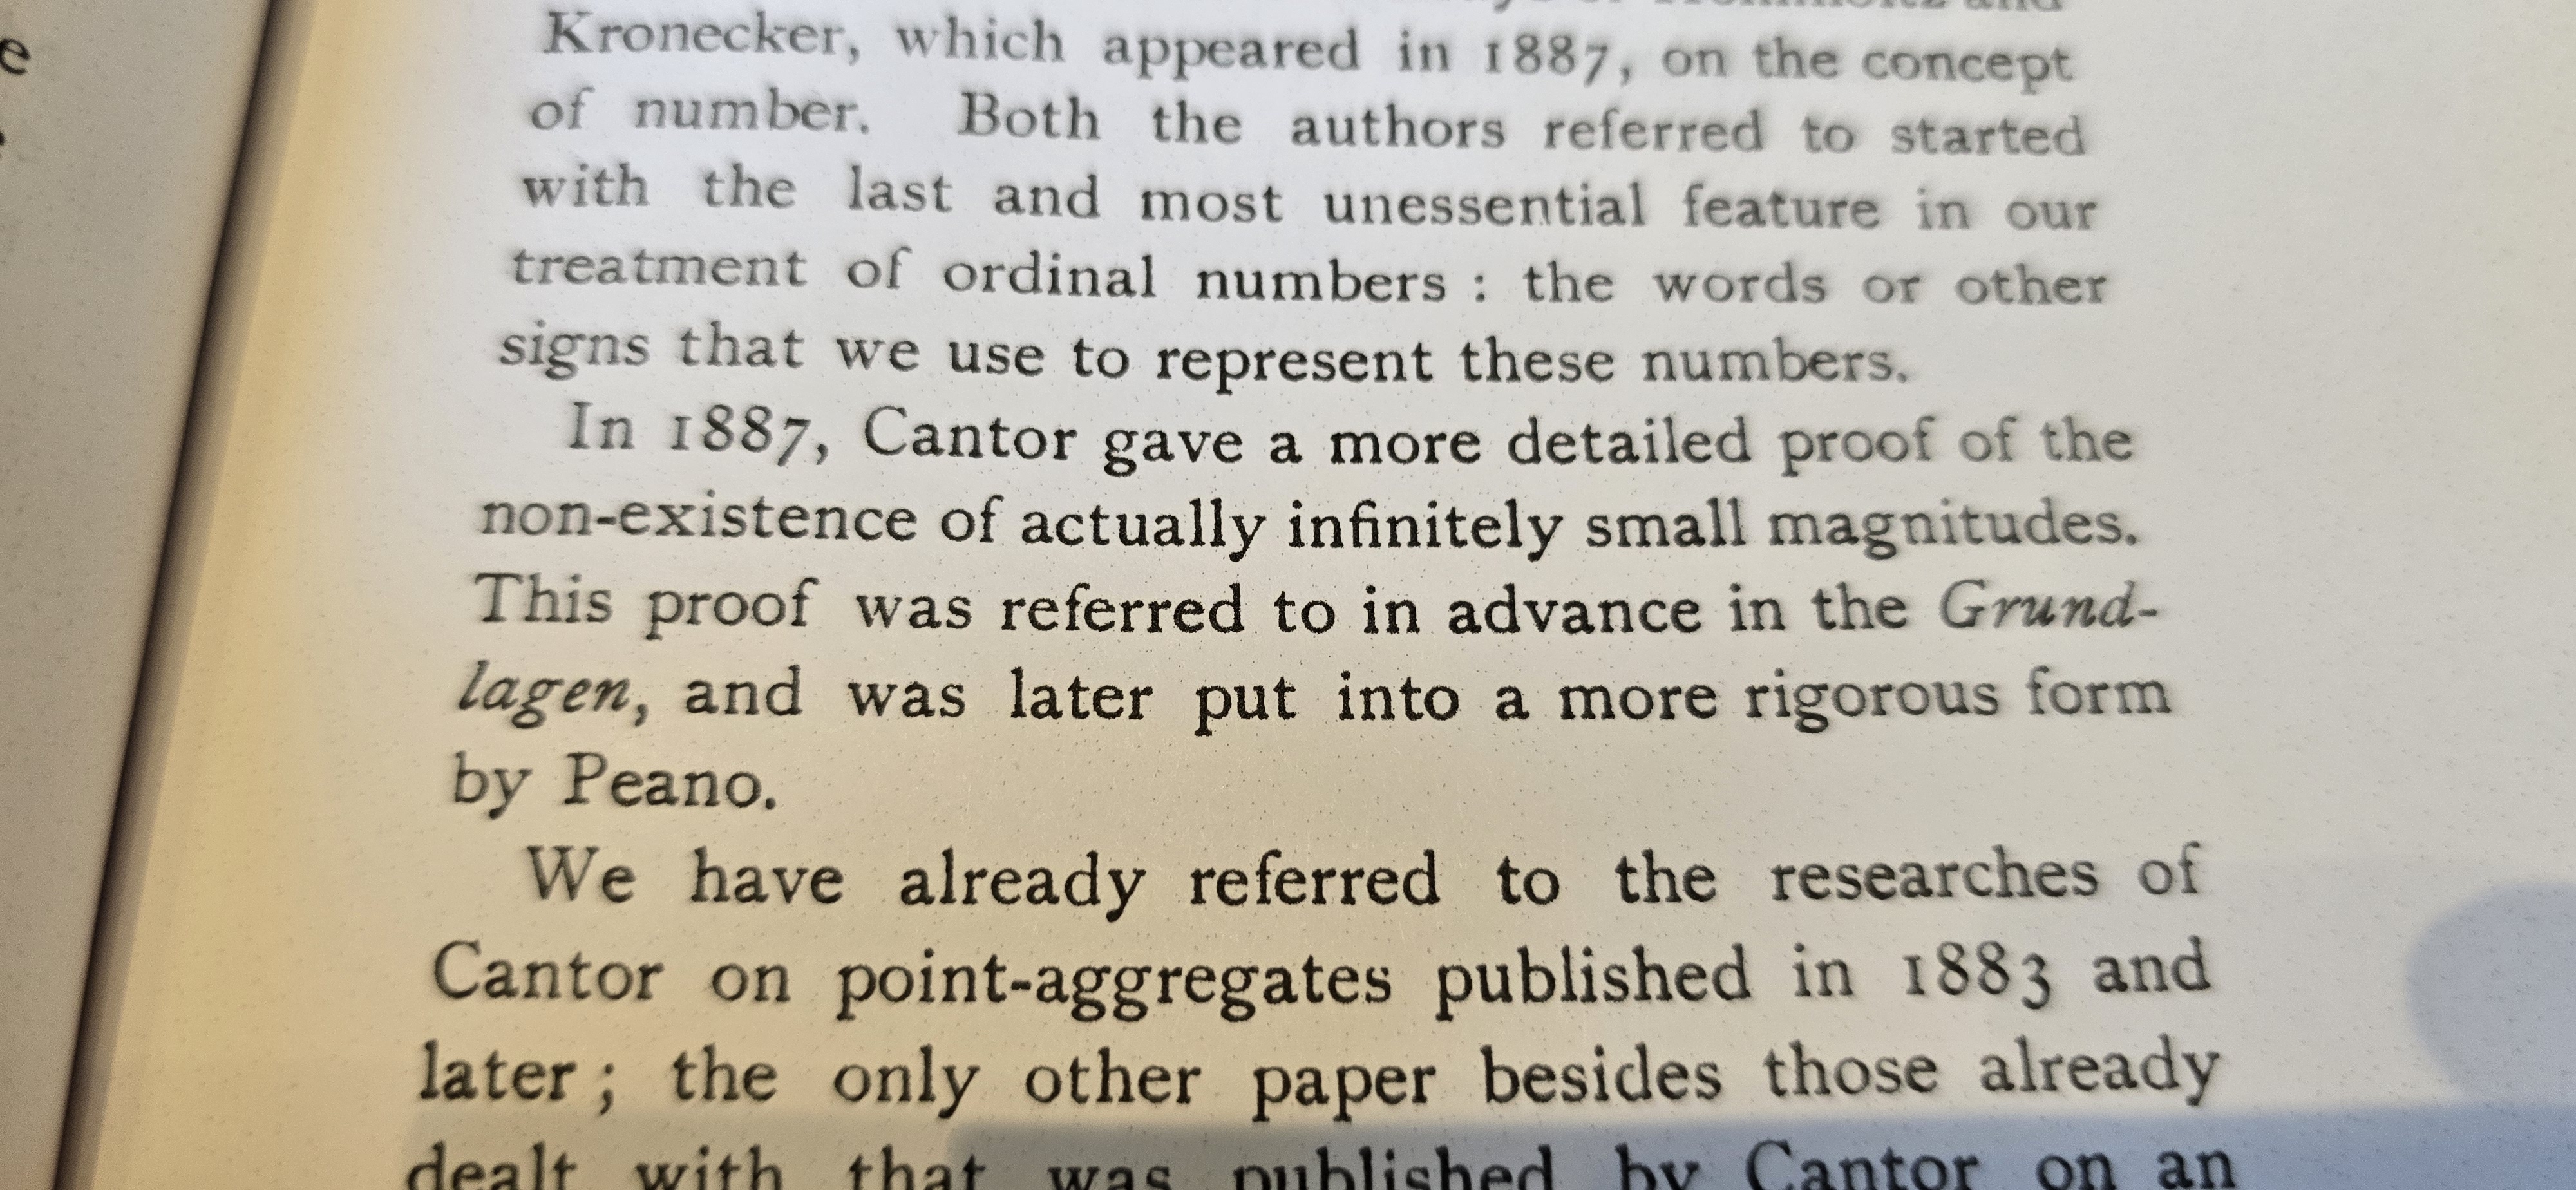 Kronecker, which appeared in 1887, on the concept
of number. Both the authors referred to started
with the last and most unessential feature in our
treatment of ordinal numbers : the words or other
signs that we use to represent these numbers.
In 1887, Cantor gave a more detailed proof of the
non-existence of actually infinitely small magnitudes.
This proof was referred to in advance in the Grund-
lagen, and was later put into a more rigorous form
by Peano.
We have already referred to the researches of
Cantor on point-aggregates published in 1883 and
later ; the only other paper besides those already
dealt with that was published by Cantor on an